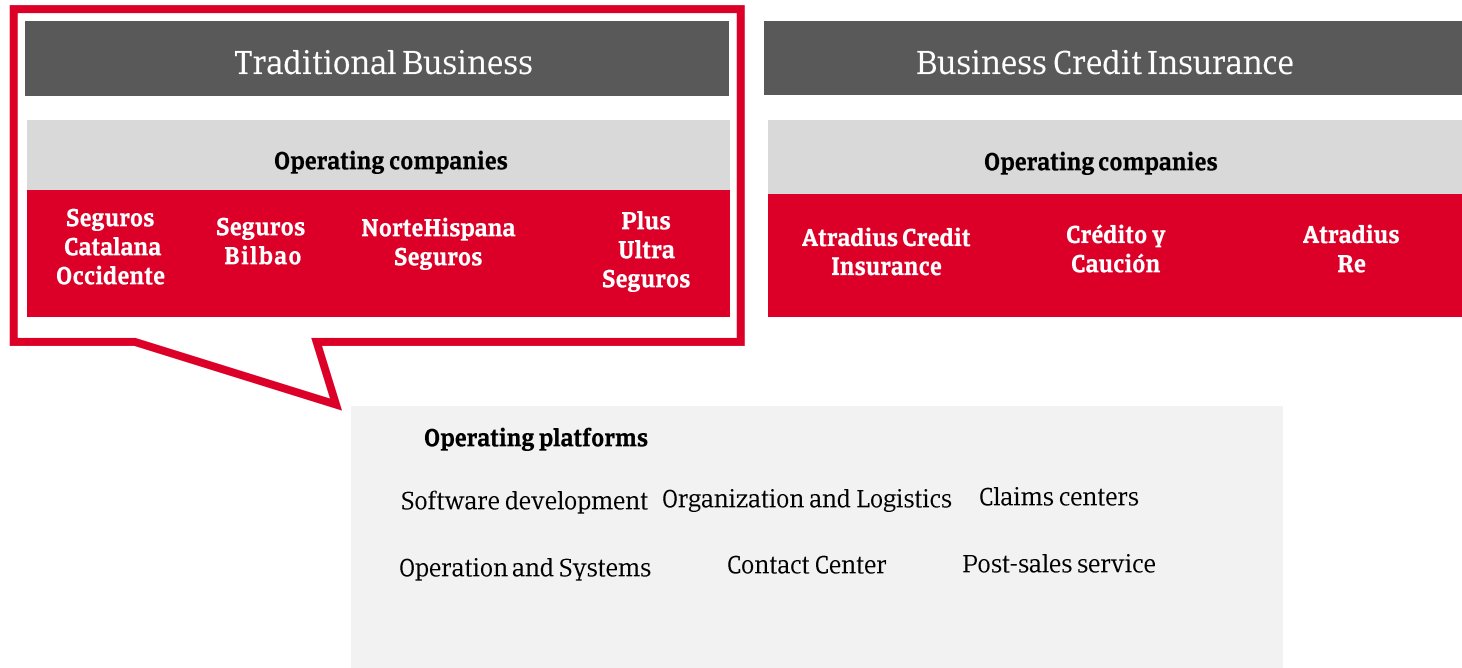 Traditional Business
Business Credit Insurance
Operating companies
Operating companies
Seguros
Catalana
Occidente
Seguros
Bilbao
NorteHispana
Seguros
Plus
Ultra
Seguros
Atradius Credit
Insurance
Crédito y
Caución
Atradius
Re
Operating platforms
Software development
Organization and Logistics
Claims centers
Operation and Systems
Contact Center
Post-sales service